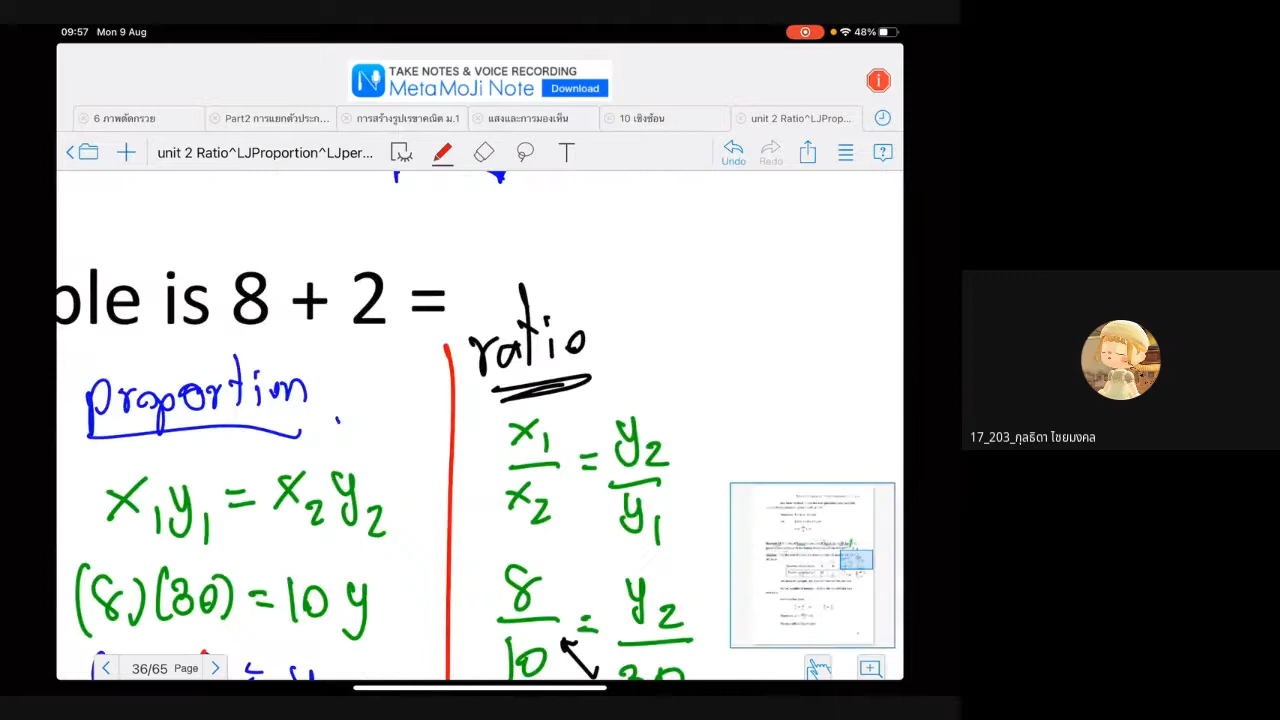 09:57 Mon 9 Aug
48%
TAKE NOTES & VOICE RECORDING
MetaMoJi Note Download
6 ภาพตัดกรวย
Part2 การแยกตัวประก...
การสร้างรูปเรขาคณิต ม.1
แสงและการมองเห็น
10 เชิงซ้อน
unit 2 Ratio^LJProp...
unit 2 Ratio^LJProportion^LJper...
T
Undo
Redo
ble is 8 + 2 =
ratio
proportion
x₁/x₂ = y₂/y₁
x₁y₁ = x₂y₂
8/10 = y₂/30
(8)(30) = 10y
36/65 Page
17_203_กุลธิดา ไชยมงคล